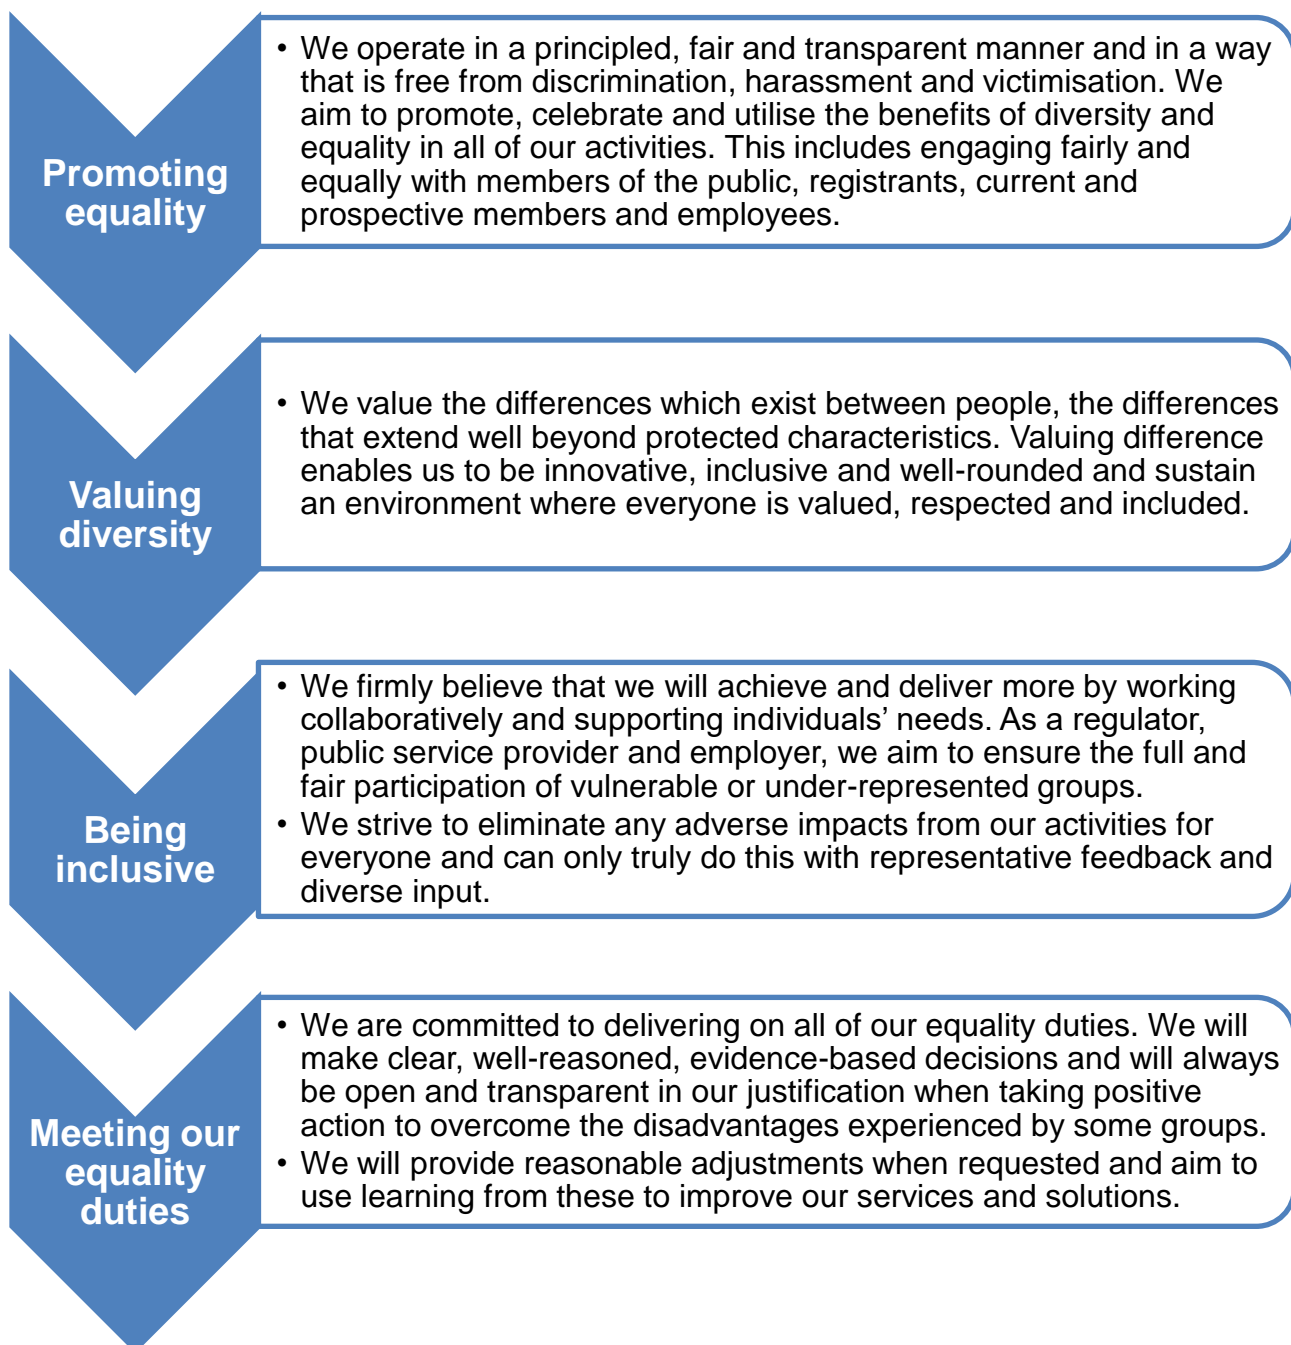 Promoting
equality
• We operate in a principled, fair and transparent manner and in a way
that is free from discrimination, harassment and victimisation. We
aim to promote, celebrate and utilise the benefits of diversity and
equality in all of our activities. This includes engaging fairly and
equally with members of the public, registrants, current and
prospective members and employees.
Valuing
diversity
• We value the differences which exist between people, the differences
that extend well beyond protected characteristics. Valuing difference
enables us to be innovative, inclusive and well-rounded and sustain
an environment where everyone is valued, respected and included.
Being
inclusive
• We firmly believe that we will achieve and deliver more by working
collaboratively and supporting individuals’ needs. As a regulator,
public service provider and employer, we aim to ensure the full and
fair participation of vulnerable or under-represented groups.
• We strive to eliminate any adverse impacts from our activities for
everyone and can only truly do this with representative feedback and
diverse input.
Meeting our
equality
duties
• We are committed to delivering on all of our equality duties. We will
make clear, well-reasoned, evidence-based decisions and will always
be open and transparent in our justification when taking positive
action to overcome the disadvantages experienced by some groups.
• We will provide reasonable adjustments when requested and aim to
use learning from these to improve our services and solutions.